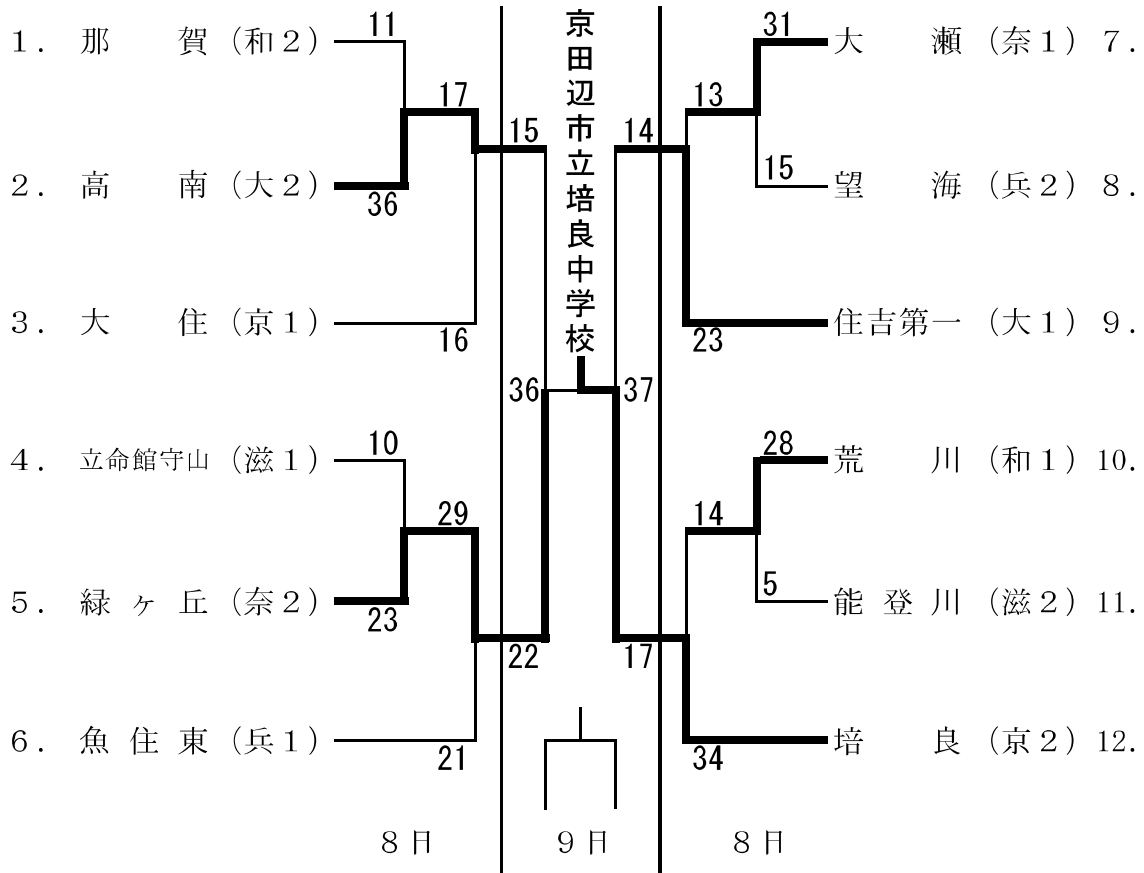 1. 那 賀 (和2) 11
17
2. 高 南 (大2) 36
15
3. 大 住 (京1) 16
36
4. 立命館守山 (滋1) 10
29
5. 緑ヶ丘 (奈2) 23
22
6. 魚住東 (兵1) 21
京田辺市立培良中学校
31 大 瀬 (奈1) 7.
13
15 望 海 (兵2) 8.
14
23 住吉第一 (大1) 9.
37
28 荒 川 (和1) 10.
14
5 能登川 (滋2) 11.
17
34 培 良 (京2) 12.
8日 9日 8日